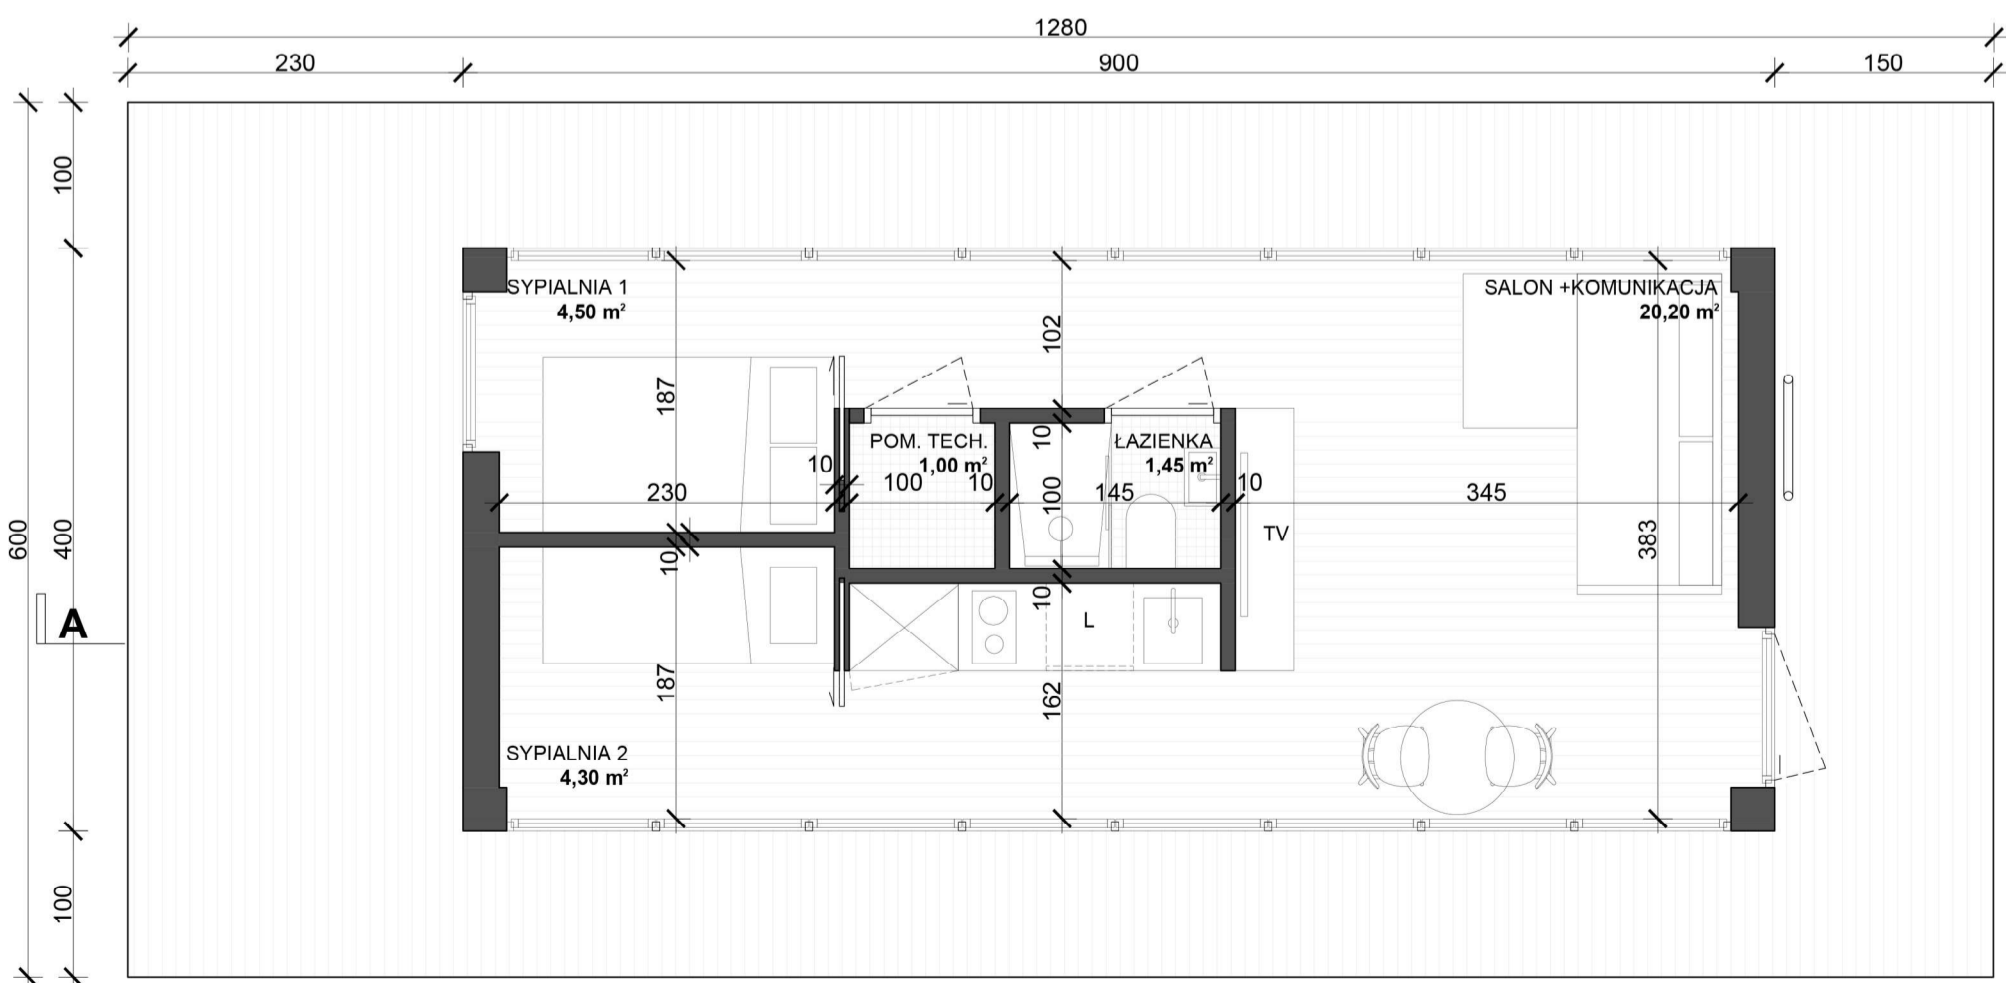 1280
230
900
150
100
SYPIALNIA 1
4,50 m²
SALON +KOMUNIKACJA
20,20 m²
102
187
10
POM. TECH.
1,00 m²
ŁAZIENKA
1,45 m²
10
230
100
10
100
145
10
345
TV
600
400
383
10
10
L
A
187
162
SYPIALNIA 2
4,30 m²
100